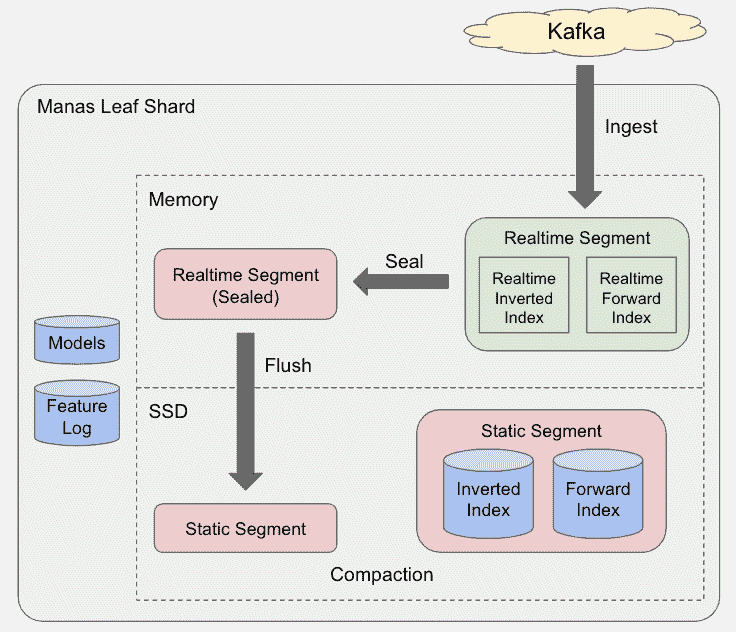 Kafka
Manas Leaf Shard
Ingest
Memory
Realtime Segment
Realtime
Inverted
Index
Realtime
Forward
Index
Seal
Realtime Segment
(Sealed)
Models
Flush
Feature
Log
SSD
Static Segment
Inverted
Index
Forward
Index
Static Segment
Compaction